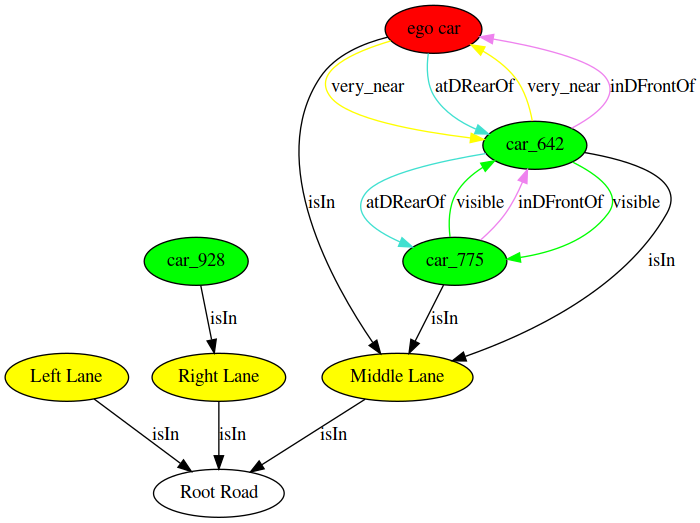 ego car
very_near
atDRearOf
very_near
inDFrontOf
car_642
isIn
atDRearOf
visible
inDFrontOf
visible
car_928
car_775
isIn
isIn
isIn
Left Lane
Right Lane
Middle Lane
isIn
isIn
isIn
Root Road